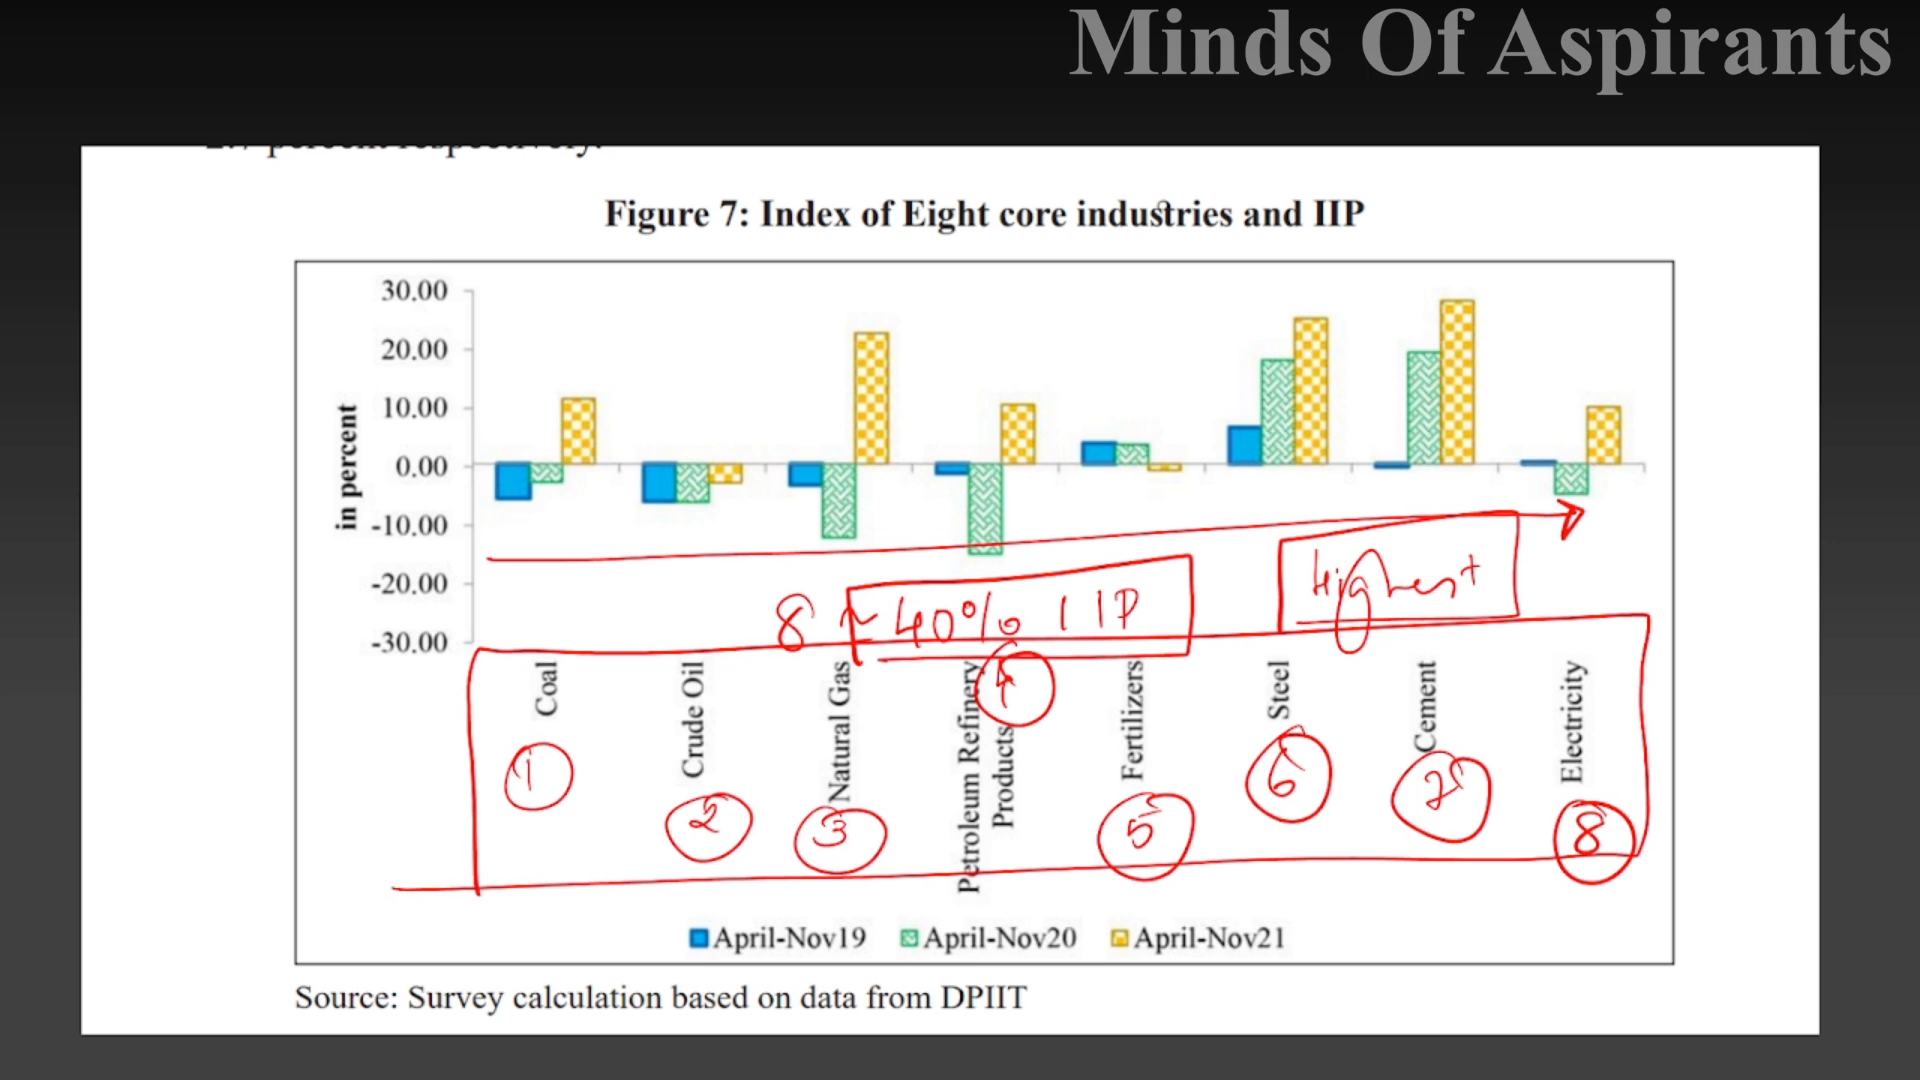 Minds Of Aspirants
percent respectively.
Figure 7: Index of Eight core industries and IIP
30.00
20.00
10.00
0.00
-10.00
-20.00
-30.00
in percent
8 ~ 40% IIP
Highest
Coal
Crude Oil
Natural Gas
Petroleum Refinery
Products
Fertilizers
Steel
Cement
Electricity
1
2
3
4
5
6
7
8
April-Nov19 April-Nov20 April-Nov21
Source: Survey calculation based on data from DPIIT